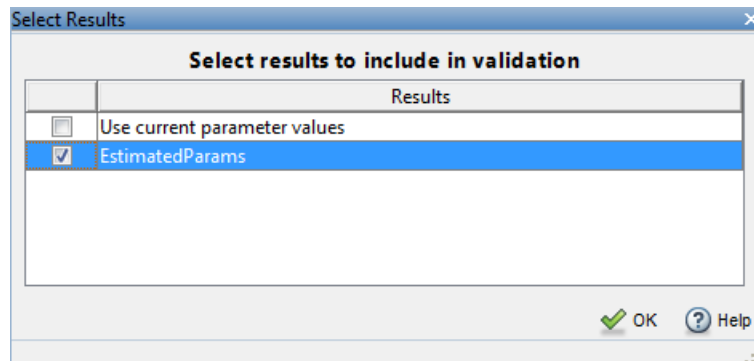 Select Results
Select results to include in validation
Results
Use current parameter values
EstimatedParams
OK Help